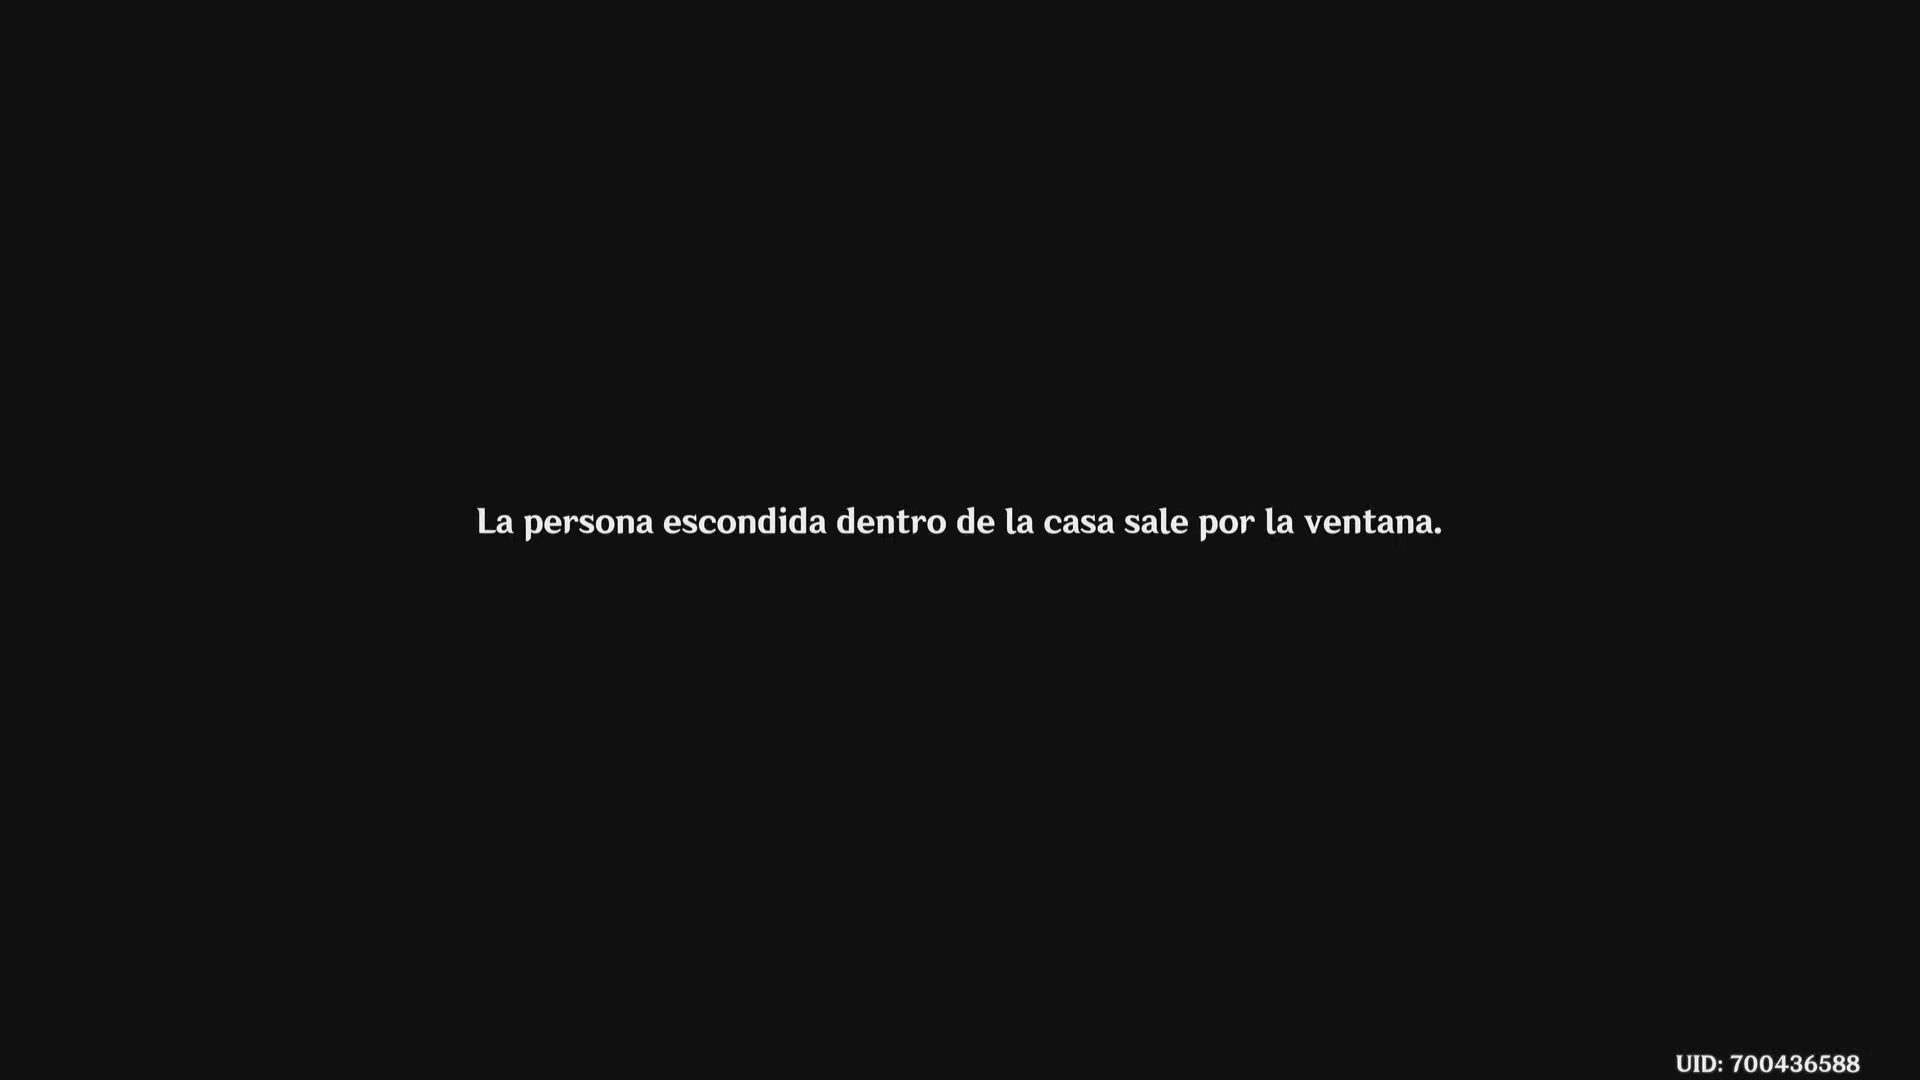 La persona escondida dentro de la casa sale por la ventana.
UID: 700436588